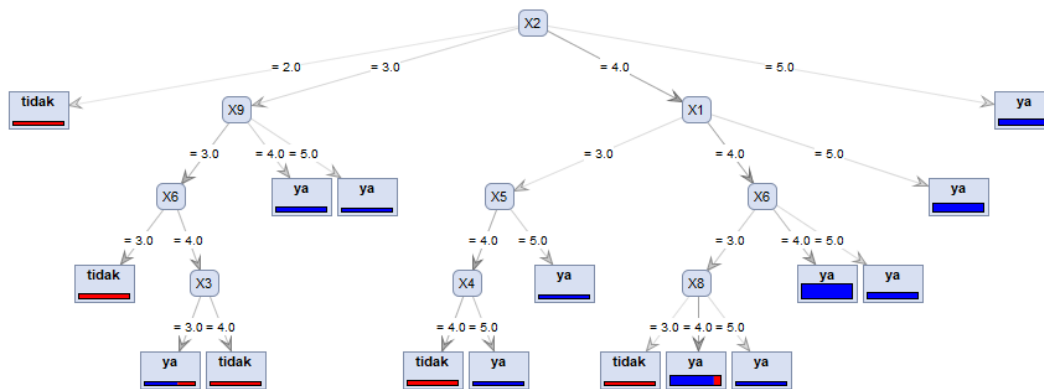 X2
= 2.0 = 3.0 = 4.0 = 5.0
tidak X9 X1 ya
= 3.0 = 4.0 = 5.0 = 3.0 = 4.0 = 5.0
X6 ya ya X5 X6 ya
= 3.0 = 4.0 = 4.0 = 5.0 = 3.0 = 4.0 = 5.0
tidak X3 X4 ya X8 ya ya
= 3.0 = 4.0 = 4.0 = 5.0 = 3.0 = 4.0 = 5.0
ya tidak tidak ya tidak ya ya